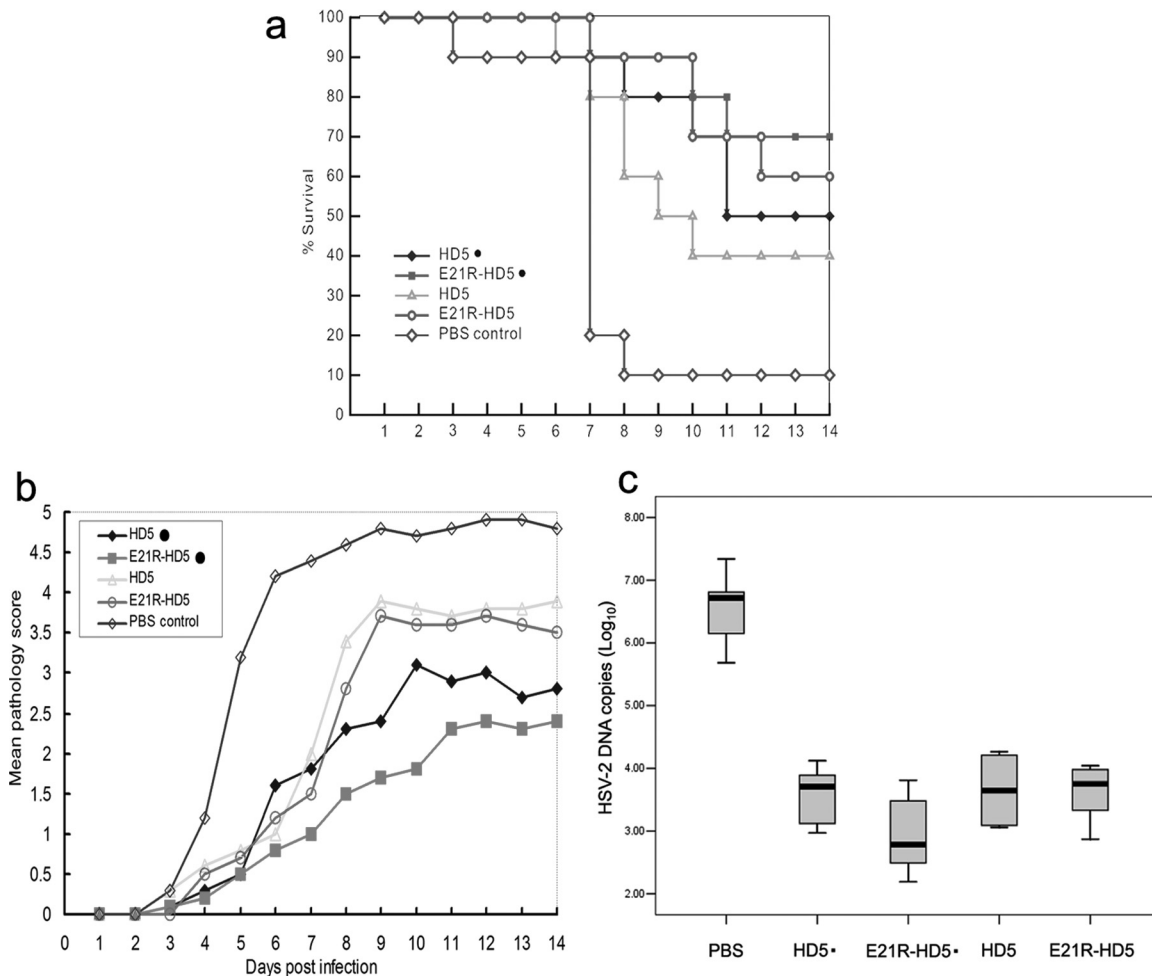 a
100
90
80
70
60
50
40
30
20
10
0
% Survival
HD5 ●
E21R-HD5 ●
HD5
E21R-HD5
PBS control
1 2 3 4 5 6 7 8 9 10 11 12 13 14
b
5
4.5
4
3.5
3
2.5
2
1.5
1
0.5
0
Mean pathology score
HD5 ●
E21R-HD5 ●
HD5
E21R-HD5
PBS control
0 1 2 3 4 5 6 7 8 9 10 11 12 13 14
Days post infection
c
8.00
7.00
6.00
4.00
3.00
2.00
HSV-2 DNA copies (Log₁₀)
PBS HD5▪ E21R-HD5▪ HD5 E21R-HD5